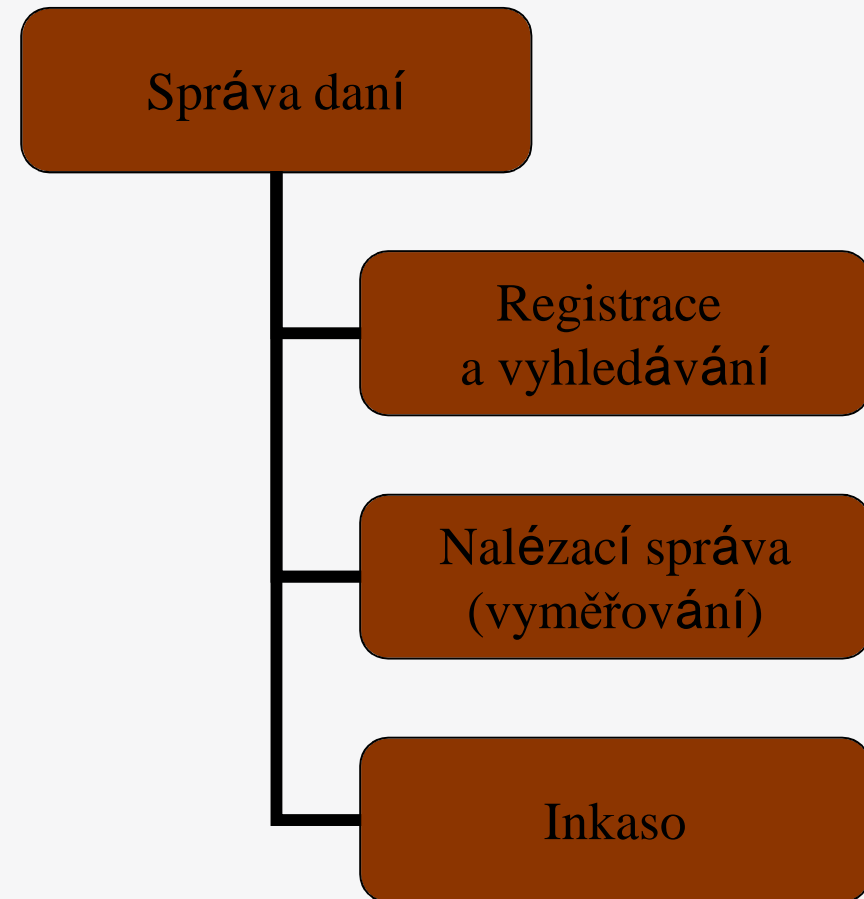 Správa daní
Registrace
a vyhledávání
Nalézací správa
(vyměřování)
Inkaso